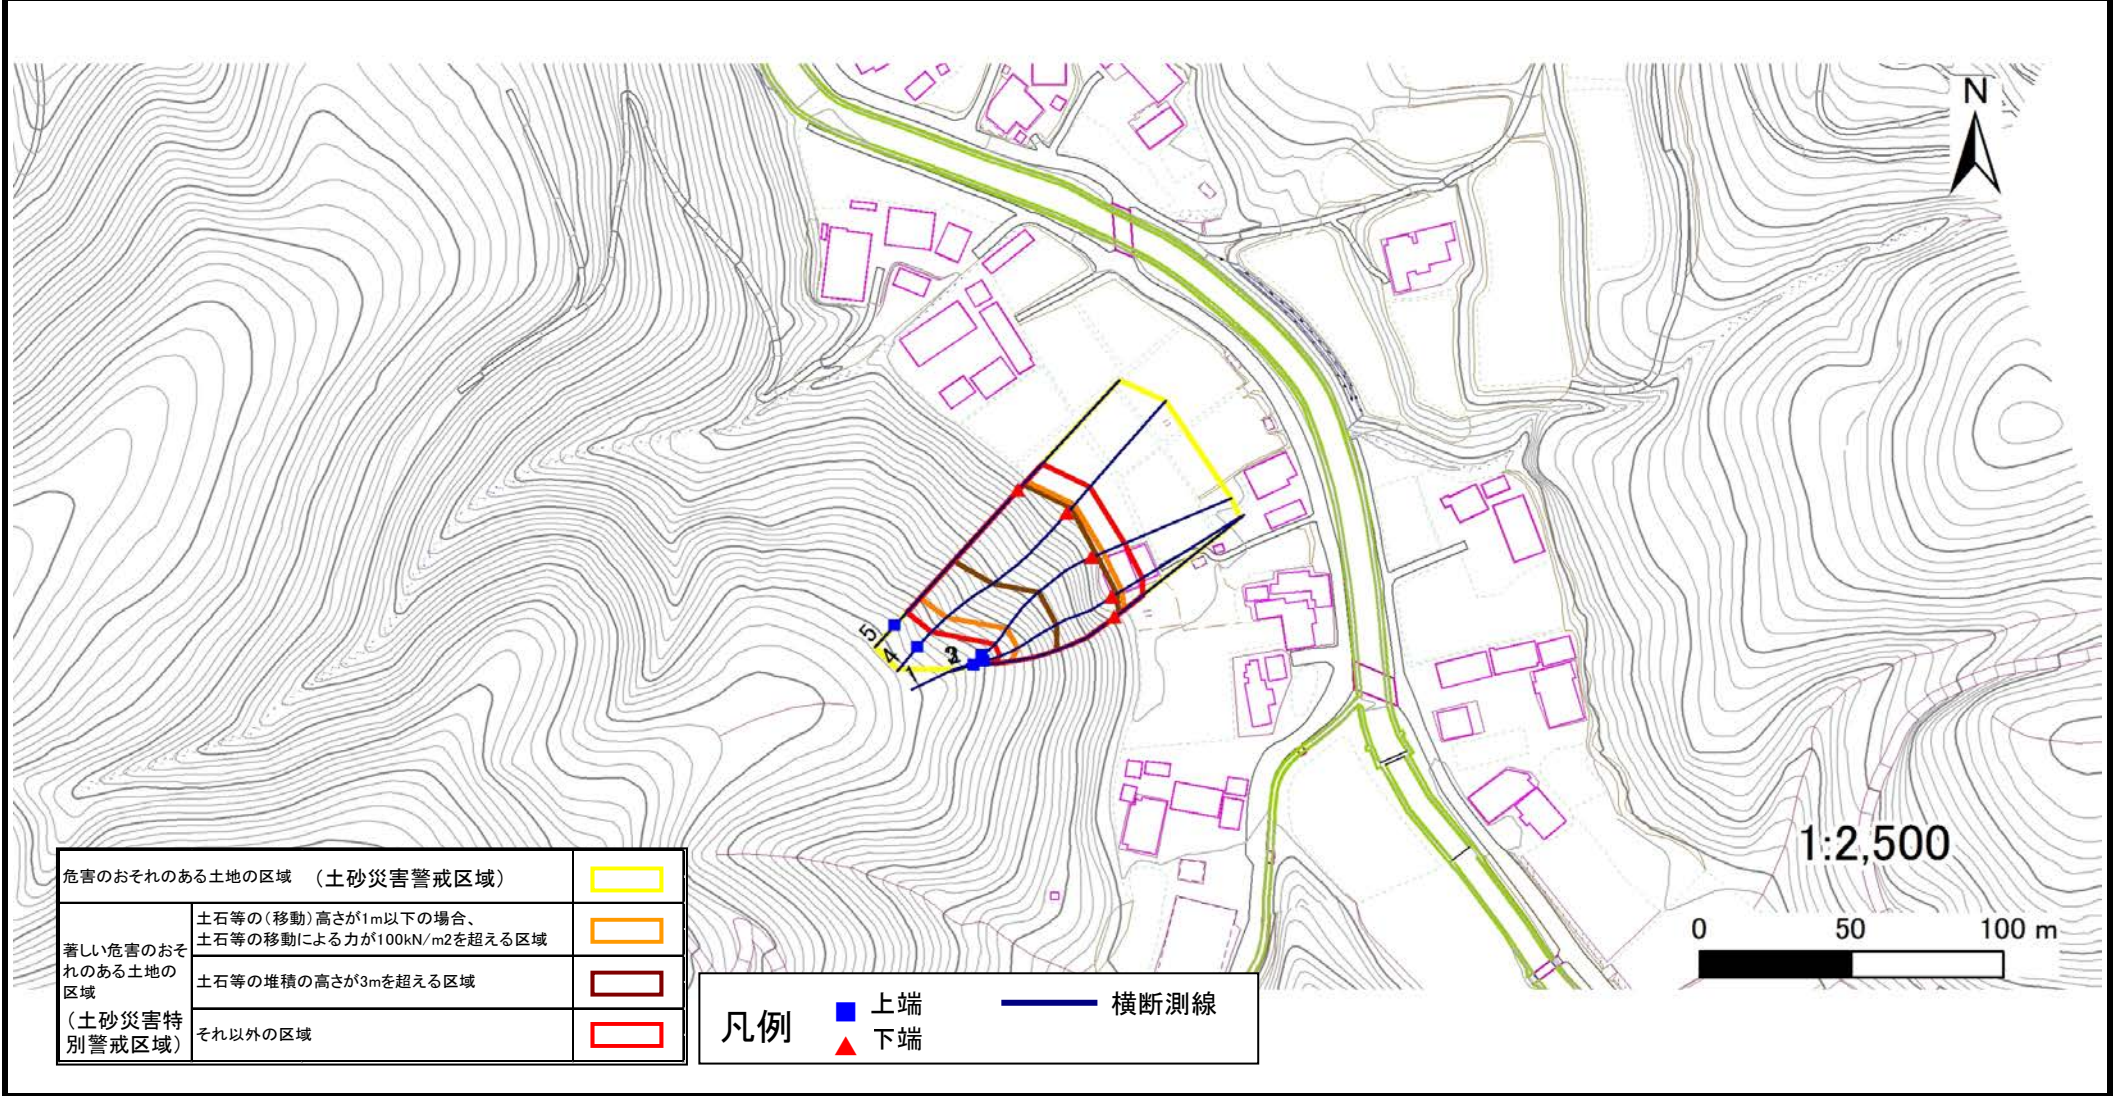 N
5
4
3
1
1:2,500
0 50 100 m
危害のおそれのある土地の区域 （土砂災害警戒区域）
著しい危害のおそ
れのある土地の
区域
（土砂災害特
別警戒区域）
土石等の（移動）高さが1m以下の場合、
土石等の移動による力が100kN/m2を超える区域
土石等の堆積の高さが3mを超える区域
それ以外の区域
凡例
上端
下端
横断測線